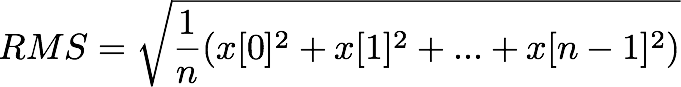 RMS = √(1/n (x[0]² + x[1]² + ... + x[n − 1]²))